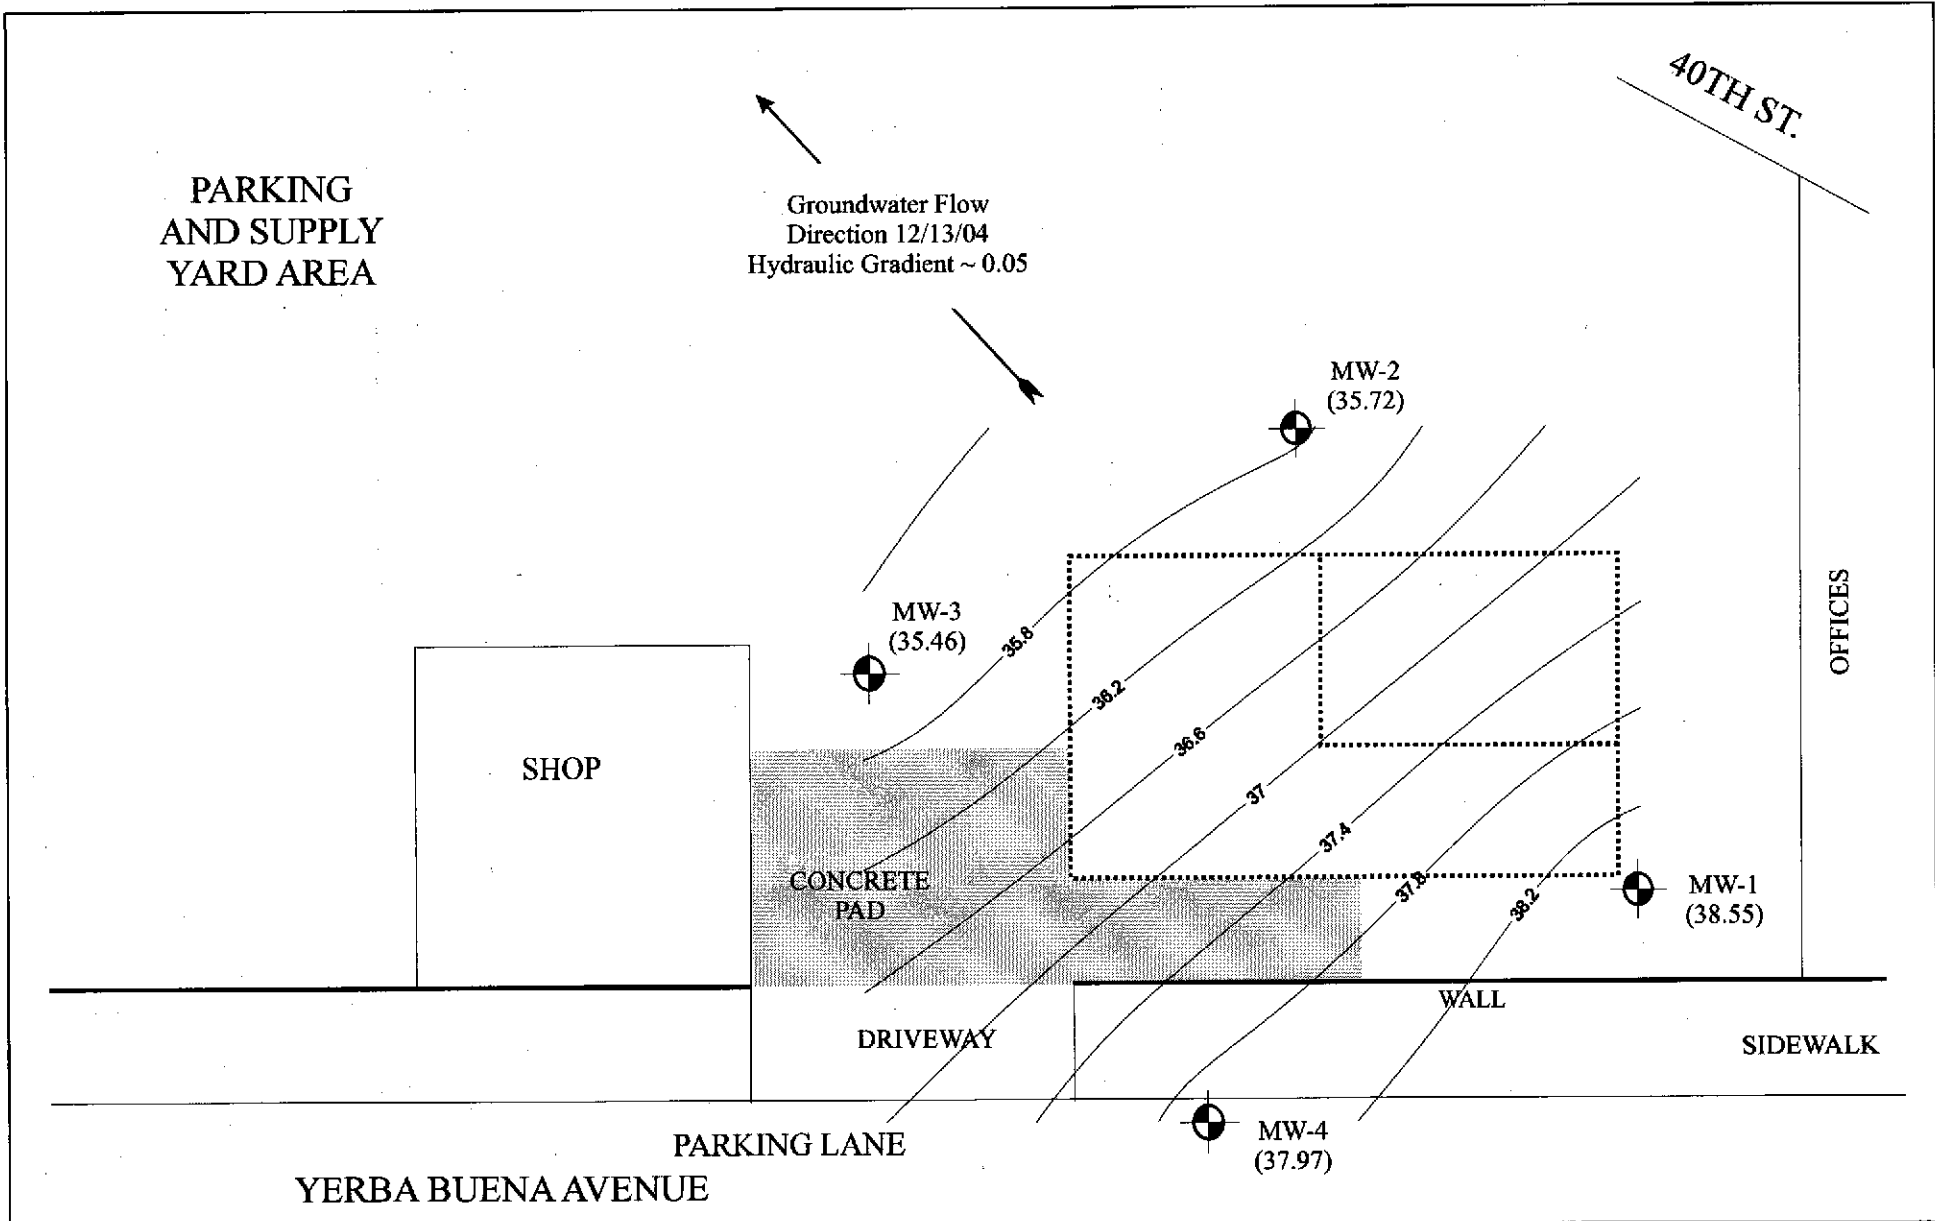 40TH ST.
PARKING
AND SUPPLY
YARD AREA
Groundwater Flow
Direction 12/13/04
Hydraulic Gradient ~ 0.05
MW-2
(35.72)
MW-3
(35.46)
OFFICES
35.8
36.2
36.6
37
37.4
37.8
38.2
SHOP
CONCRETE
PAD
MW-1
(38.55)
WALL
DRIVEWAY
SIDEWALK
MW-4
(37.97)
PARKING LANE
YERBA BUENA AVENUE